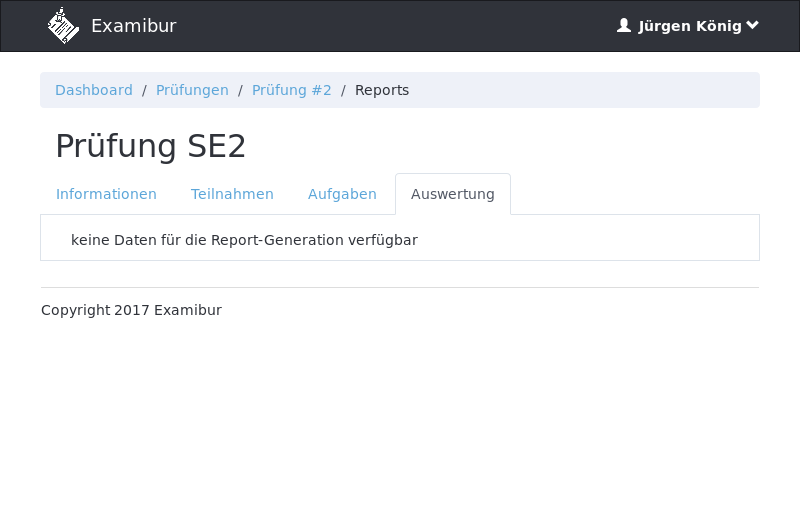 Examibur
Jürgen König
Dashboard / Prüfungen / Prüfung #2 / Reports
Prüfung SE2
Informationen Teilnahmen Aufgaben Auswertung
keine Daten für die Report-Generation verfügbar
Copyright 2017 Examibur